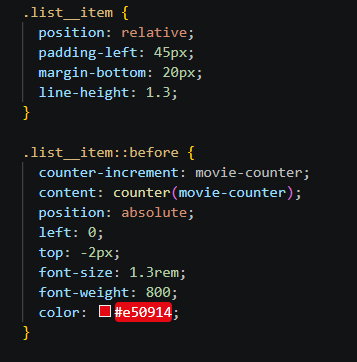 .list__item {
position: relative;
padding-left: 45px;
margin-bottom: 20px;
line-height: 1.3;
}
.list__item::before {
counter-increment: movie-counter;
content: counter(movie-counter);
position: absolute;
left: 0;
top: -2px;
font-size: 1.3rem;
font-weight: 800;
color: #e50914;
}